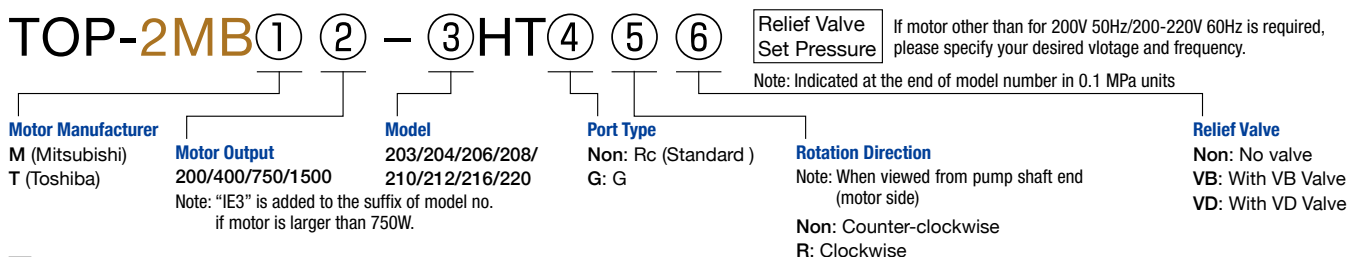 TOP-2MB① ② – ③HT④ ⑤ ⑥
Relief Valve
Set Pressure
If motor other than for 200V 50Hz/200-220V 60Hz is required,
please specify your desired vlotage and frequency.
Note: Indicated at the end of model number in 0.1 MPa units
Motor Manufacturer
M (Mitsubishi)
T (Toshiba)
Motor Output
200/400/750/1500
Note: “IE3” is added to the suffix of model no.
if motor is larger than 750W.
Model
203/204/206/208/
210/212/216/220
Port Type
Non: Rc (Standard )
G: G
Rotation Direction
Note: When viewed from pump shaft end
(motor side)
Non: Counter-clockwise
R: Clockwise
Relief Valve
Non: No valve
VB: With VB Valve
VD: With VD Valve